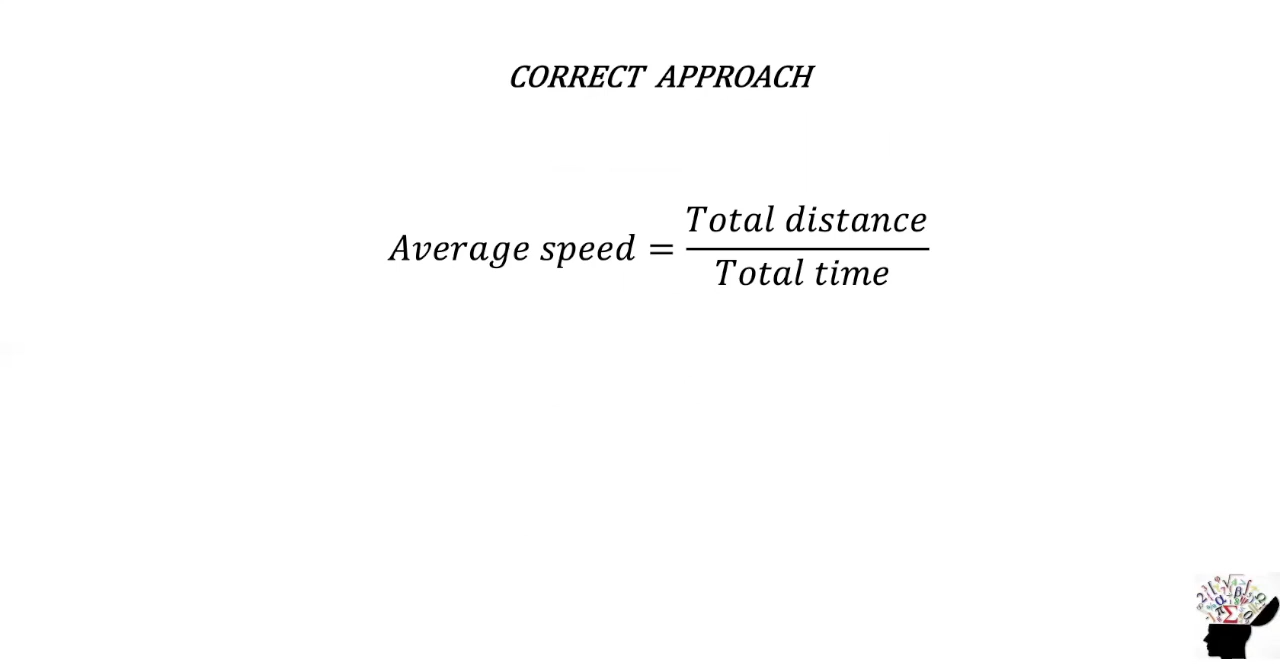 CORRECT APPROACH
Average speed = Total distance / Total time